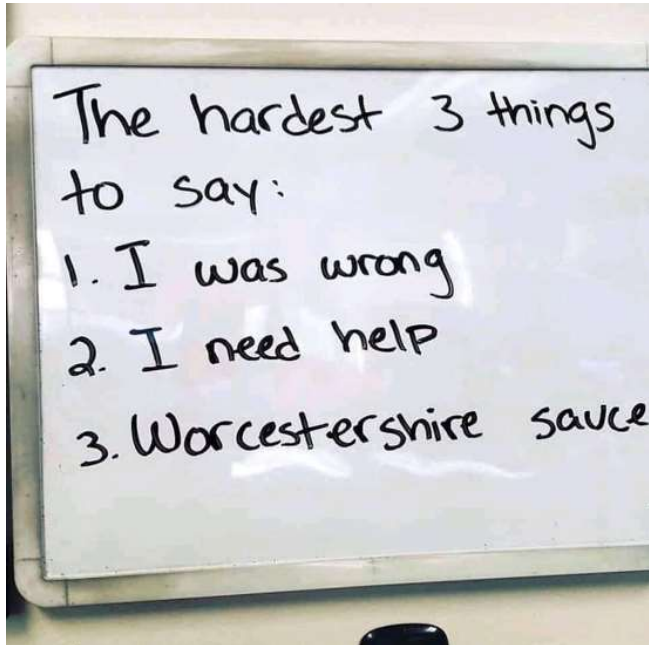 The hardest 3 things
to say:
1. I was wrong
2. I need help
3. Worcestershire sauce